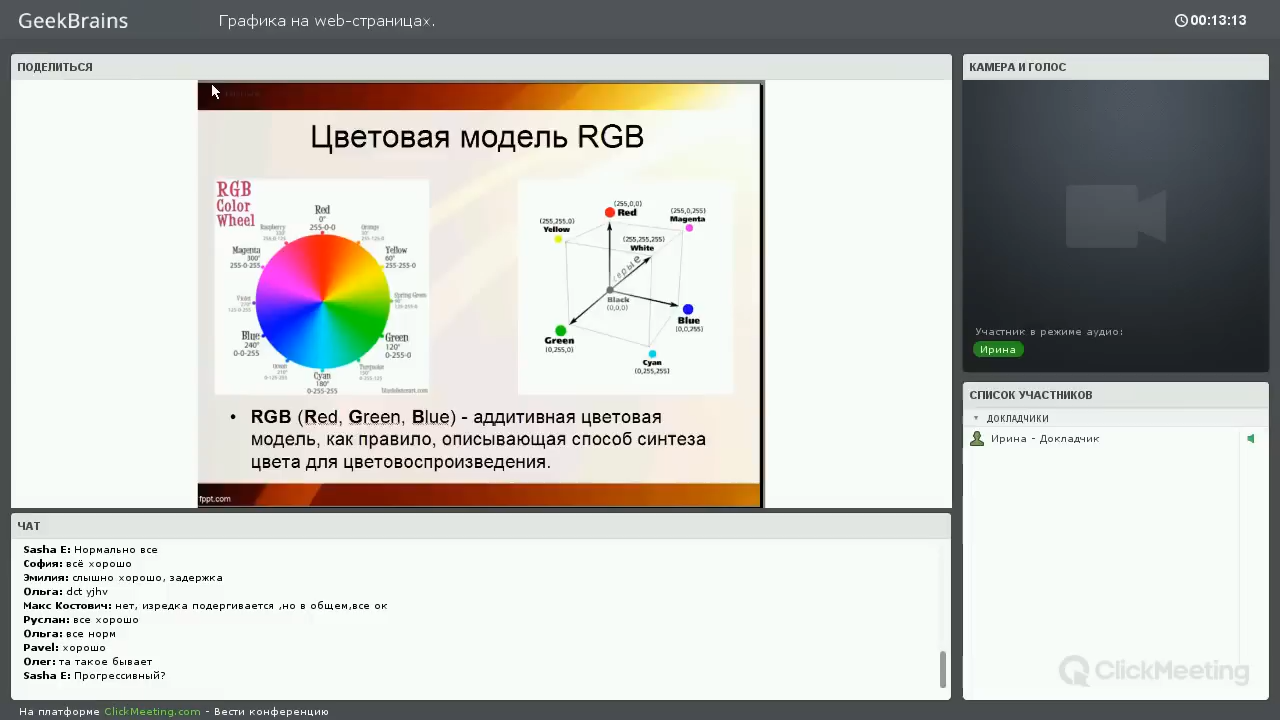 GeekBrains
Графика на web-страницах.
00:13:13
ПОДЕЛИТЬСЯ
Цветовая модель RGB
RGB
Color
Wheel
Red
0°
255-0-0
Raspberry
Orange
Magenta
300°
255-0-255
Yellow
60°
255-255-0
Violet
Spring Green
Blue
240°
0-0-255
Green
120°
0-255-0
Turquoise
Cyan
180°
0-255-255
(255,0,0)
Red
(255,0,255)
Magenta
(255,255,0)
Yellow
(255,255,255)
White
Black
(0,0,0)
Blue
(0,0,255)
Green
(0,255,0)
Cyan
(0,255,255)
• RGB (Red, Green, Blue) - аддитивная цветовая
модель, как правило, описывающая способ синтеза
цвета для цветовоспроизведения.
fppt.com
КАМЕРА И ГОЛОС
Участник в режиме аудио:
Ирина
СПИСОК УЧАСТНИКОВ
ДОКЛАДЧИКИ
Ирина - Докладчик
ClickMeeting
ЧАТ
Sasha E: Нормально все
София: всё хорошо
Эмилия: слышно хорошо, задержка
Ольга: dct yjhv
Макс Костович: нет, изредка подергивается ,но в общем,все ок
Руслан: все хорошо
Ольга: все норм
Pavel: хорошо
Олег: та такое бывает
Sasha E: Прогрессивный?
На платформе ClickMeeting.com - Вести конференцию